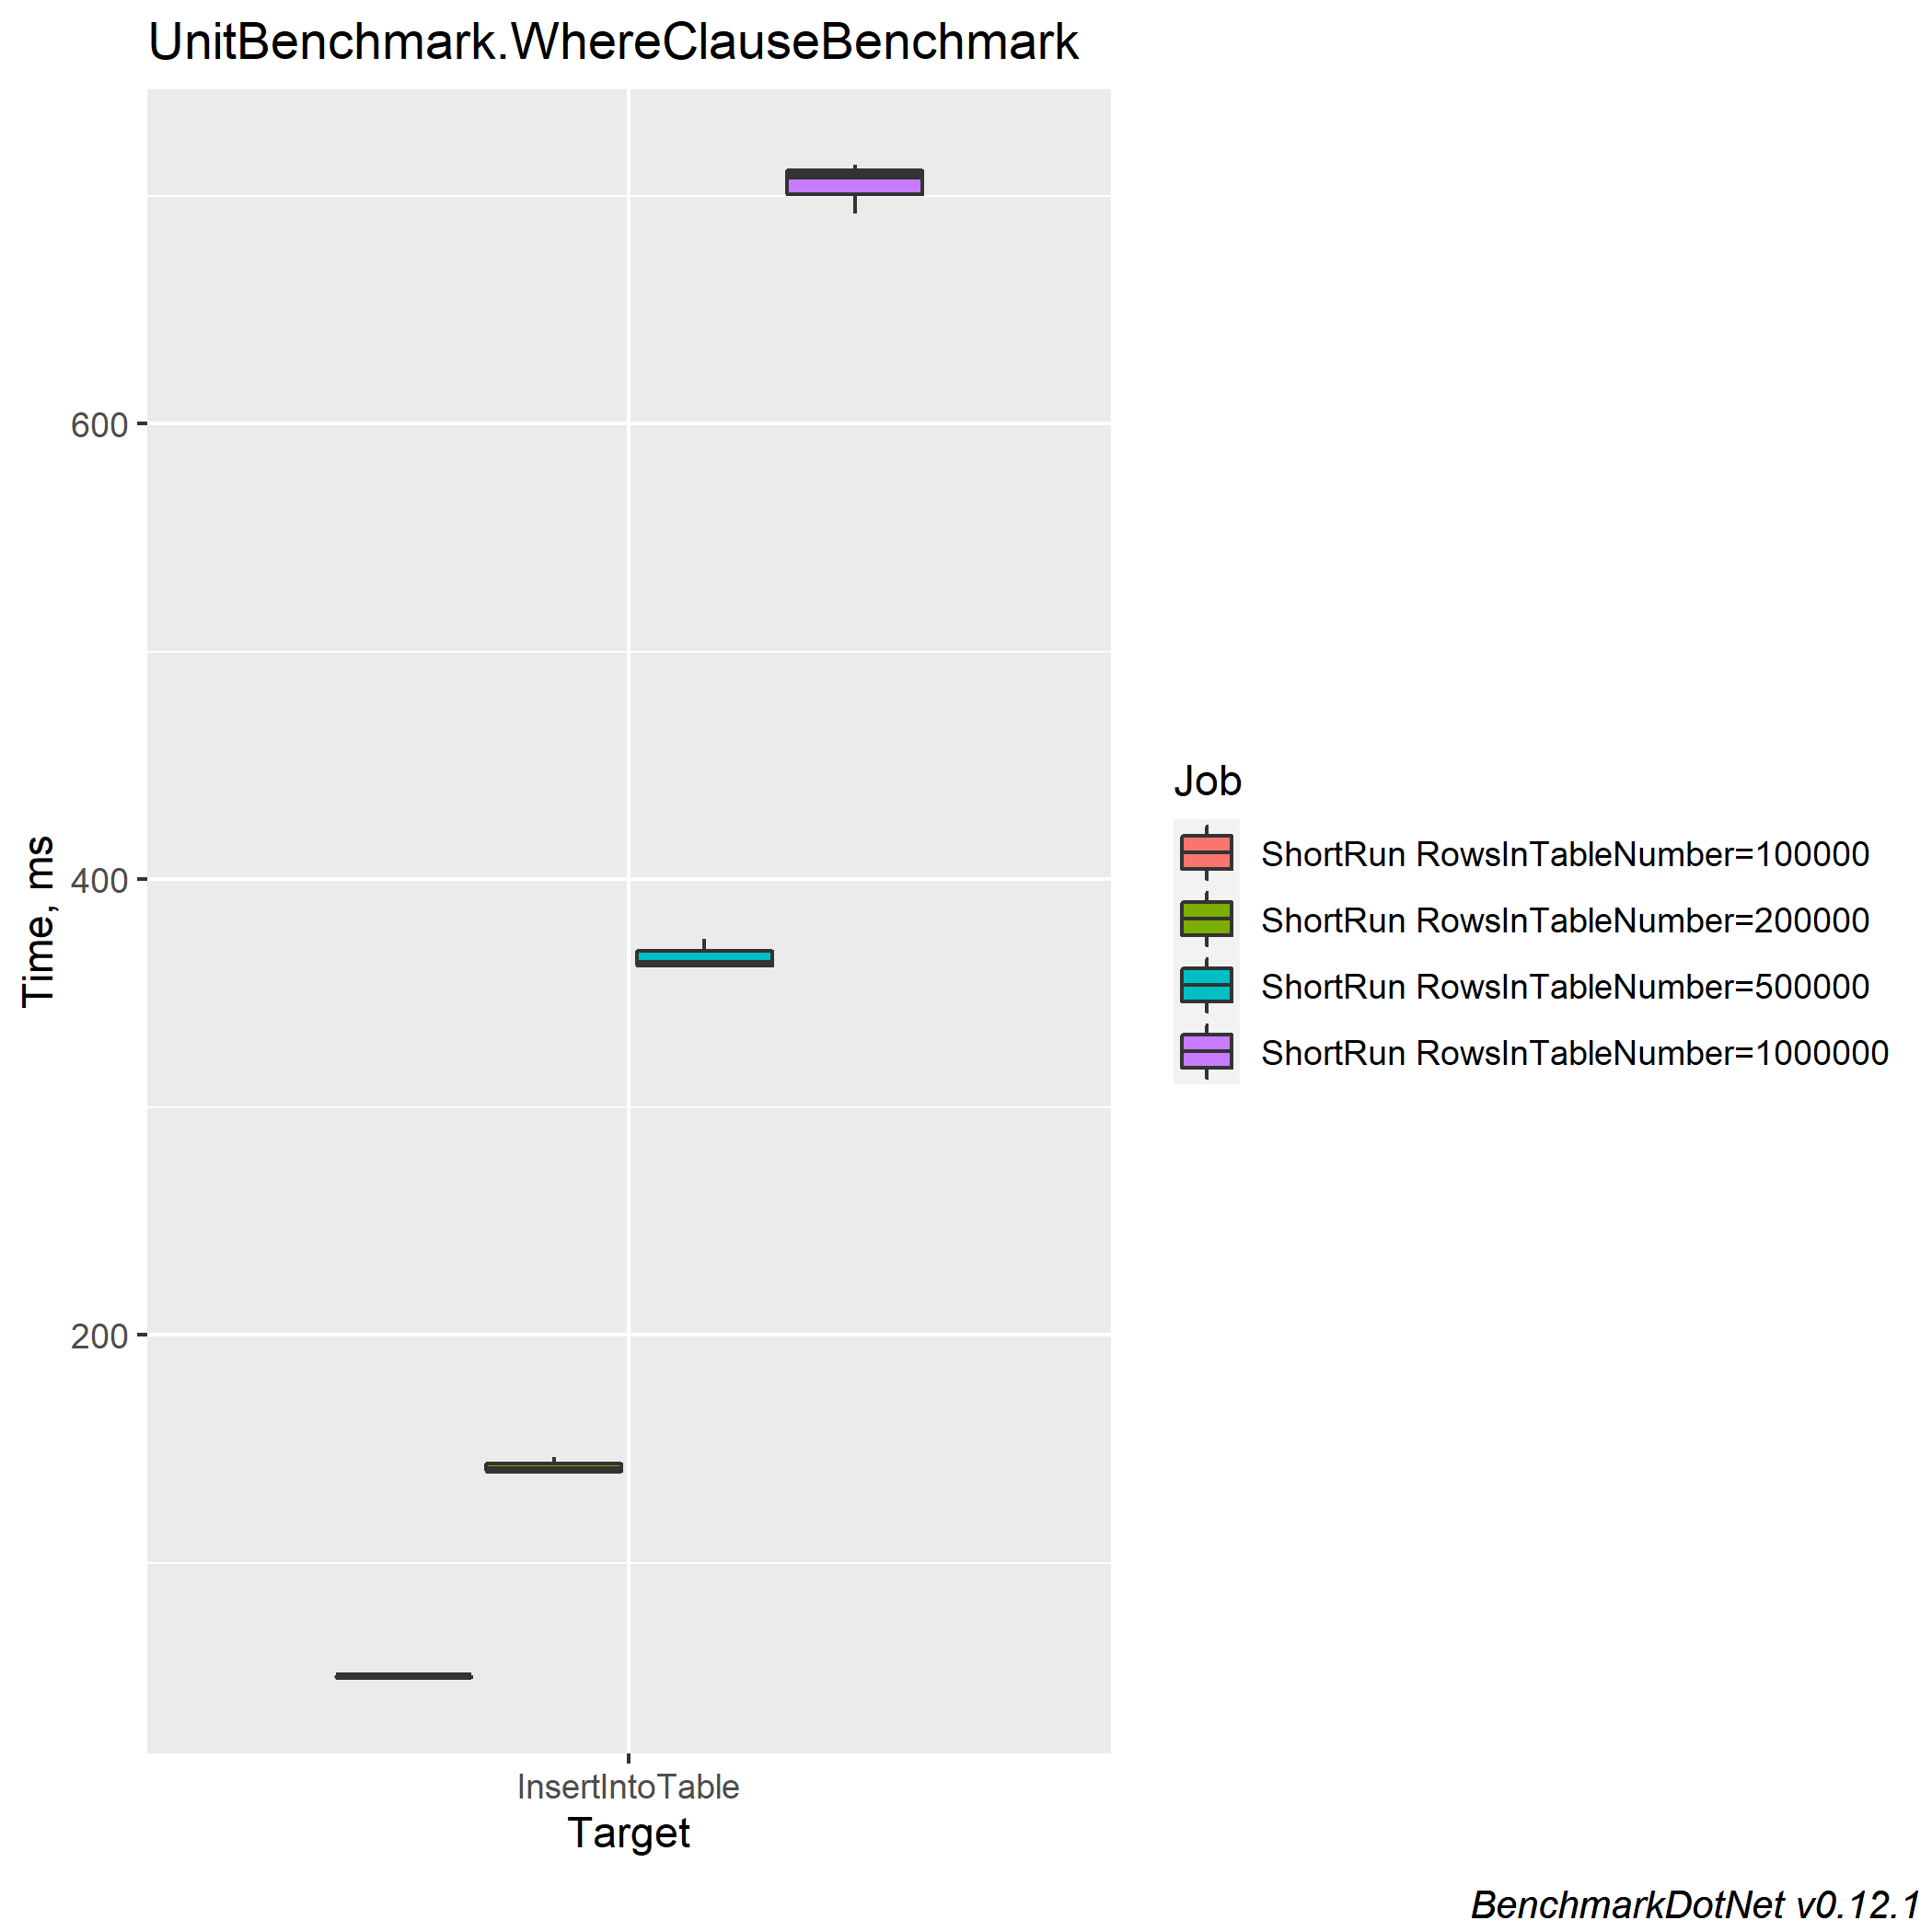 UnitBenchmark.WhereClauseBenchmark
600
400
200
Time, ms
InsertIntoTable
Target
Job
ShortRun RowsInTableNumber=100000
ShortRun RowsInTableNumber=200000
ShortRun RowsInTableNumber=500000
ShortRun RowsInTableNumber=1000000
BenchmarkDotNet v0.12.1